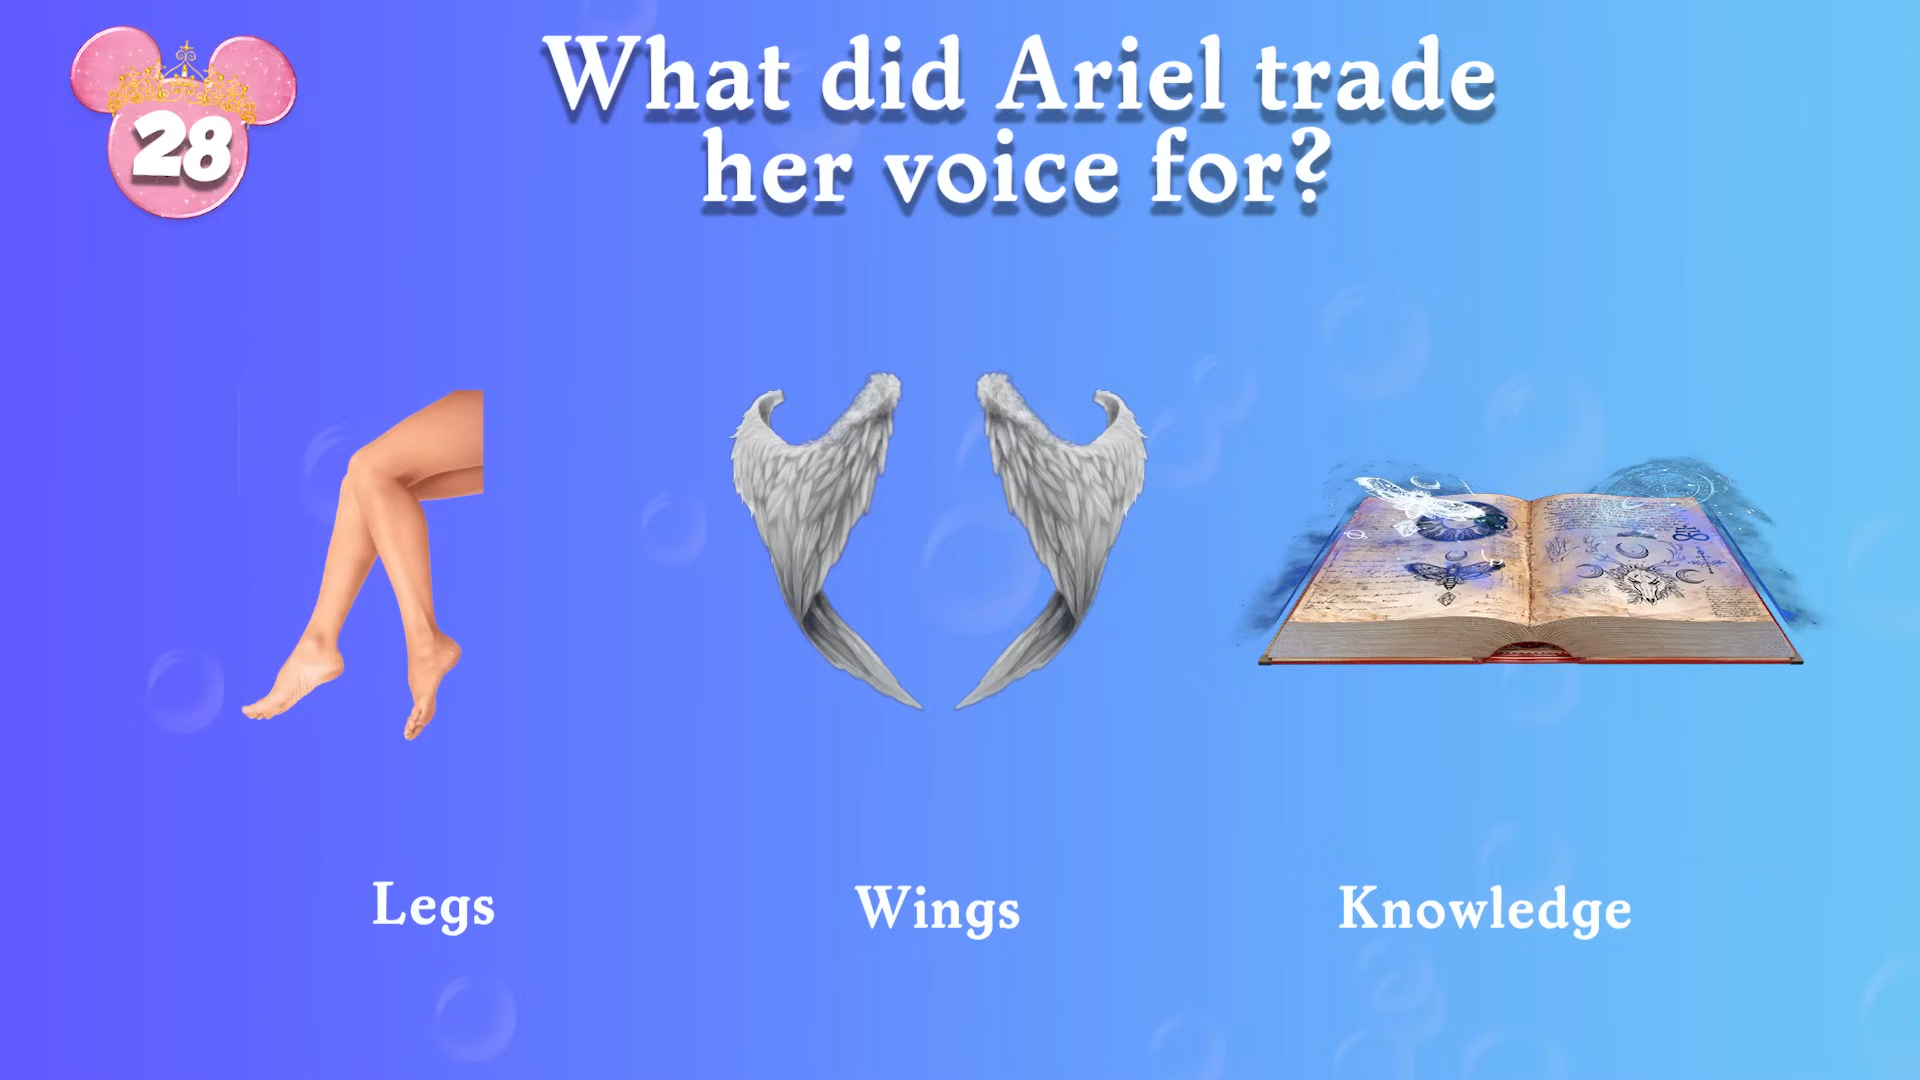 28
What did Ariel trade
her voice for?
Legs
Wings
Knowledge